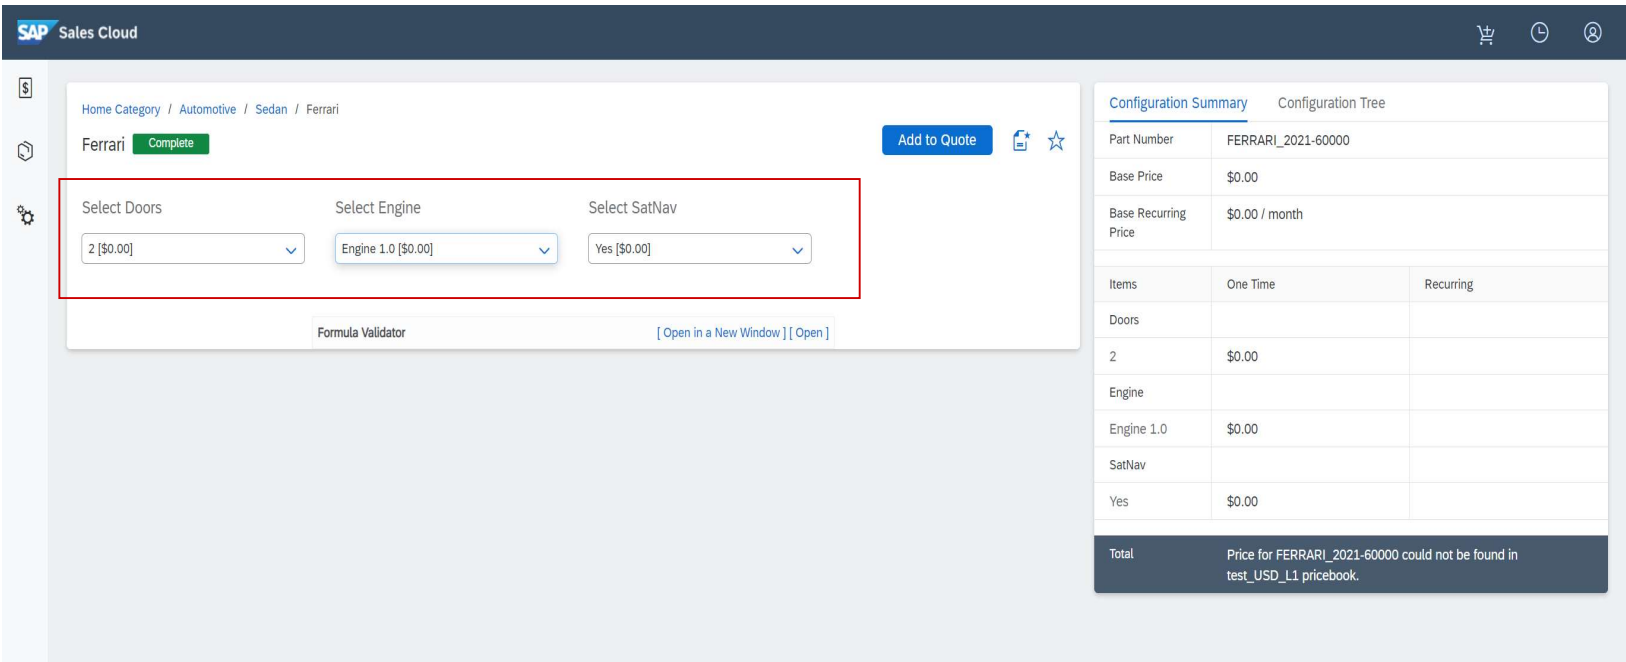 SAP Sales Cloud
Home Category / Automotive / Sedan / Ferrari
Ferrari Complete
Add to Quote
Select Doors Select Engine Select SatNav
2 [$0.00] Engine 1.0 [$0.00] Yes [$0.00]
Formula Validator [ Open in a New Window ] [ Open ]
Configuration Summary Configuration Tree
Part Number FERRARI_2021-60000
Base Price $0.00
Base Recurring $0.00 / month
Price
Items One Time Recurring
Doors
2 $0.00
Engine
Engine 1.0 $0.00
SatNav
Yes $0.00
Total Price for FERRARI_2021-60000 could not be found in
test_USD_L1 pricebook.